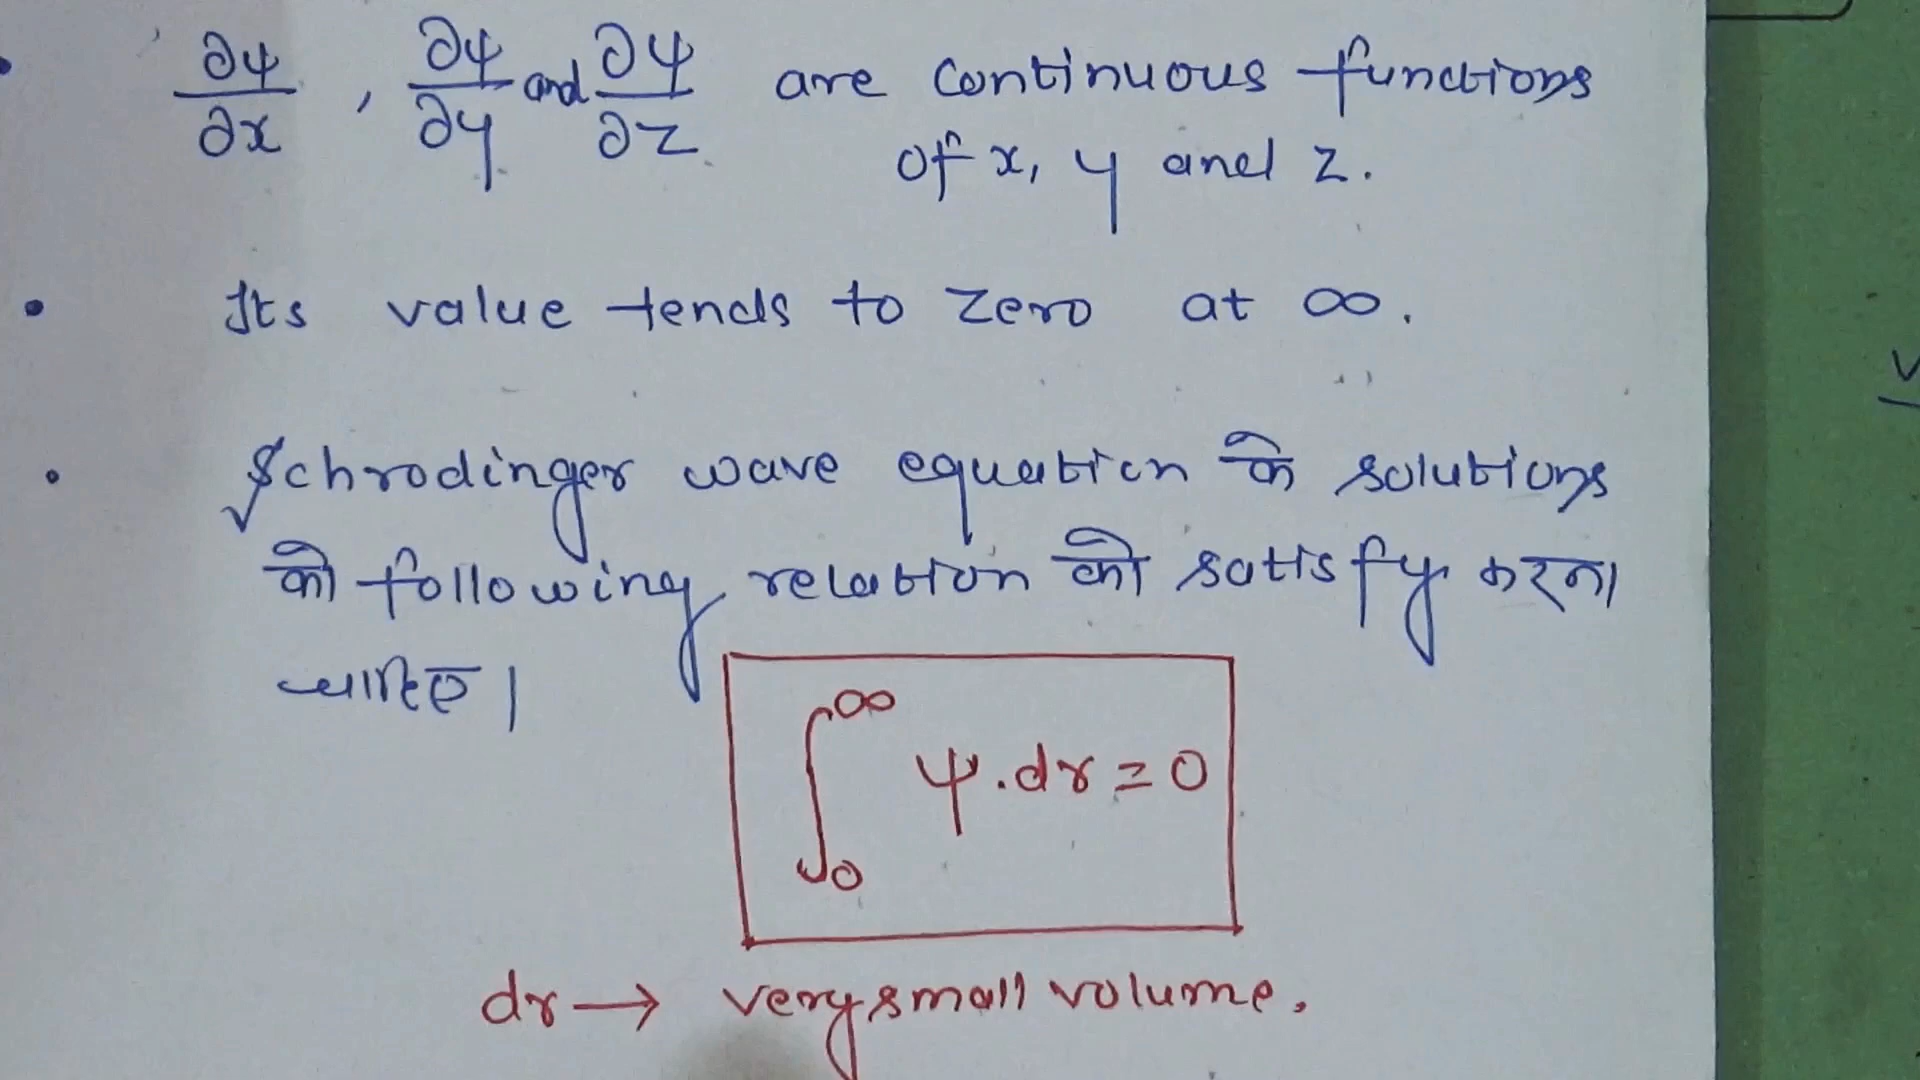 ∂ψ/∂x , ∂ψ/∂y and ∂ψ/∂z are continuous functions
of x, y and z.
• Its value tends to zero at ∞.
• Schrodinger wave equation के solutions
को following relation को satisfy करना
चाहिए।
∫₀^∞ ψ.dr = 0
dr → very small volume.